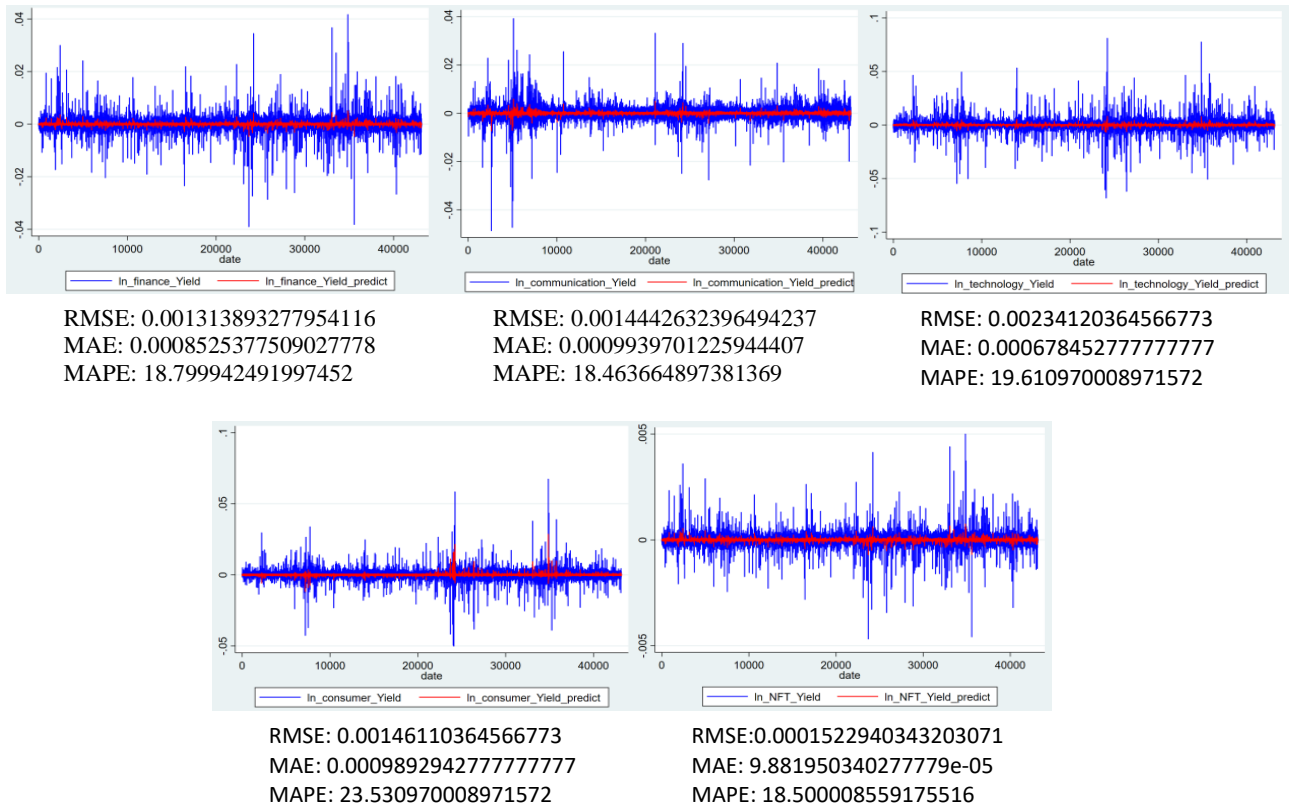 .04
.02
0
-.02
-.04
0 10000 20000 30000 40000
date
ln_finance_Yield ln_finance_Yield_predict
.04
.02
0
-.02
-.04
0 10000 20000 30000 40000
date
ln_communication_Yield ln_communication_Yield_predict
.1
.05
0
-.05
-.1
0 10000 20000 30000 40000
date
ln_technology_Yield ln_technology_Yield_predict
RMSE: 0.001313893277954116
MAE: 0.0008525377509027778
MAPE: 18.799942491997452
RMSE: 0.0014442632396494237
MAE: 0.0009939701225944407
MAPE: 18.463664897381369
RMSE: 0.00234120364566773
MAE: 0.000678452777777777
MAPE: 19.610970008971572
.1
.05
0
-.05
0 10000 20000 30000 40000
date
ln_consumer_Yield ln_consumer_Yield_predict
.005
0
-.005
0 10000 20000 30000 40000
date
ln_NFT_Yield ln_NFT_Yield_predict
RMSE: 0.00146110364566773
MAE: 0.00098929427777777777
MAPE: 23.530970008971572
RMSE:0.0001522940343203071
MAE: 9.881950340277779e-05
MAPE: 18.500008559175516